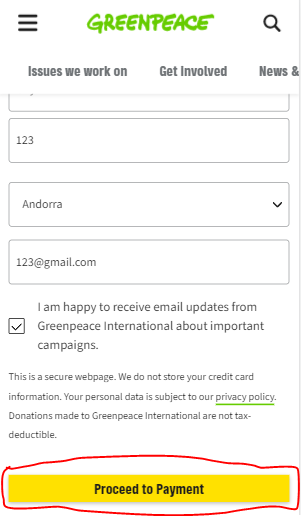 GREENPEACE
Issues we work on Get Involved News &
123
Andorra
123@gmail.com
I am happy to receive email updates from
Greenpeace International about important
campaigns.
This is a secure webpage. We do not store your credit card
information. Your personal data is subject to our privacy policy.
Donations made to Greenpeace International are not tax-
deductible.
Proceed to Payment